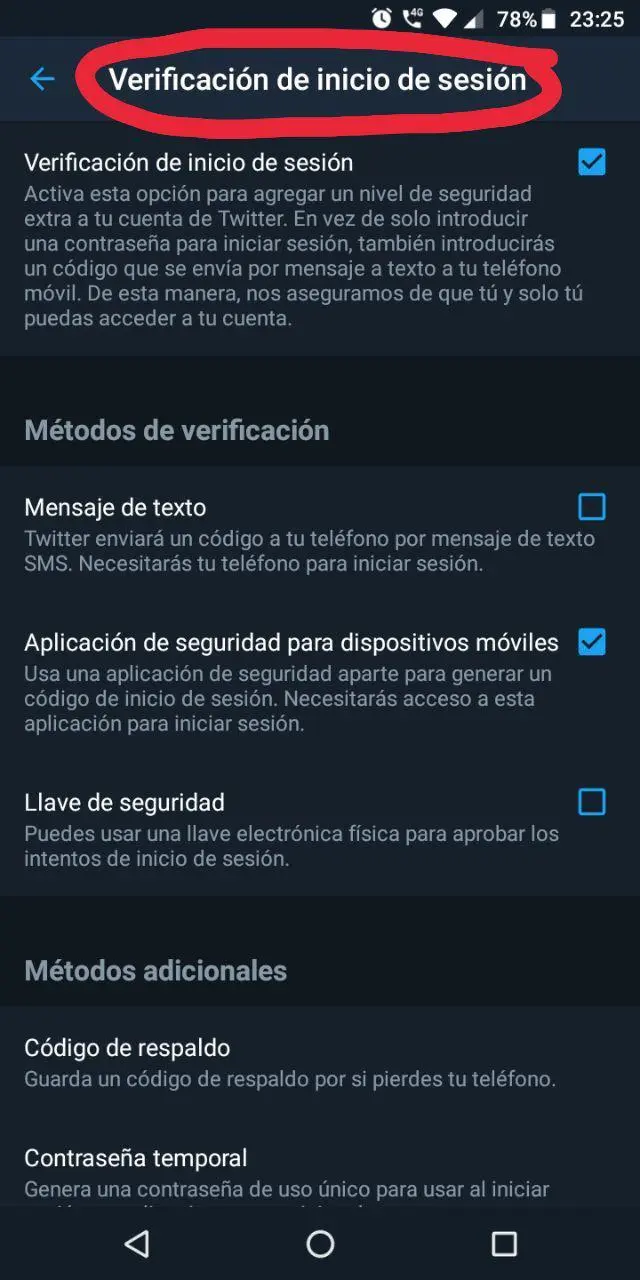 4G 78% 23:25
Verificación de inicio de sesión
Verificación de inicio de sesión
Activa esta opción para agregar un nivel de seguridad
extra a tu cuenta de Twitter. En vez de solo introducir
una contraseña para iniciar sesión, también introducirás
un código que se envía por mensaje a texto a tu teléfono
móvil. De esta manera, nos aseguramos de que tú y solo tú
puedas acceder a tu cuenta.
Métodos de verificación
Mensaje de texto
Twitter enviará un código a tu teléfono por mensaje de texto
SMS. Necesitarás tu teléfono para iniciar sesión.
Aplicación de seguridad para dispositivos móviles
Usa una aplicación de seguridad aparte para generar un
código de inicio de sesión. Necesitarás acceso a esta
aplicación para iniciar sesión.
Llave de seguridad
Puedes usar una llave electrónica física para aprobar los
intentos de inicio de sesión.
Métodos adicionales
Código de respaldo
Guarda un código de respaldo por si pierdes tu teléfono.
Contraseña temporal
Genera una contraseña de uso único para usar al iniciar